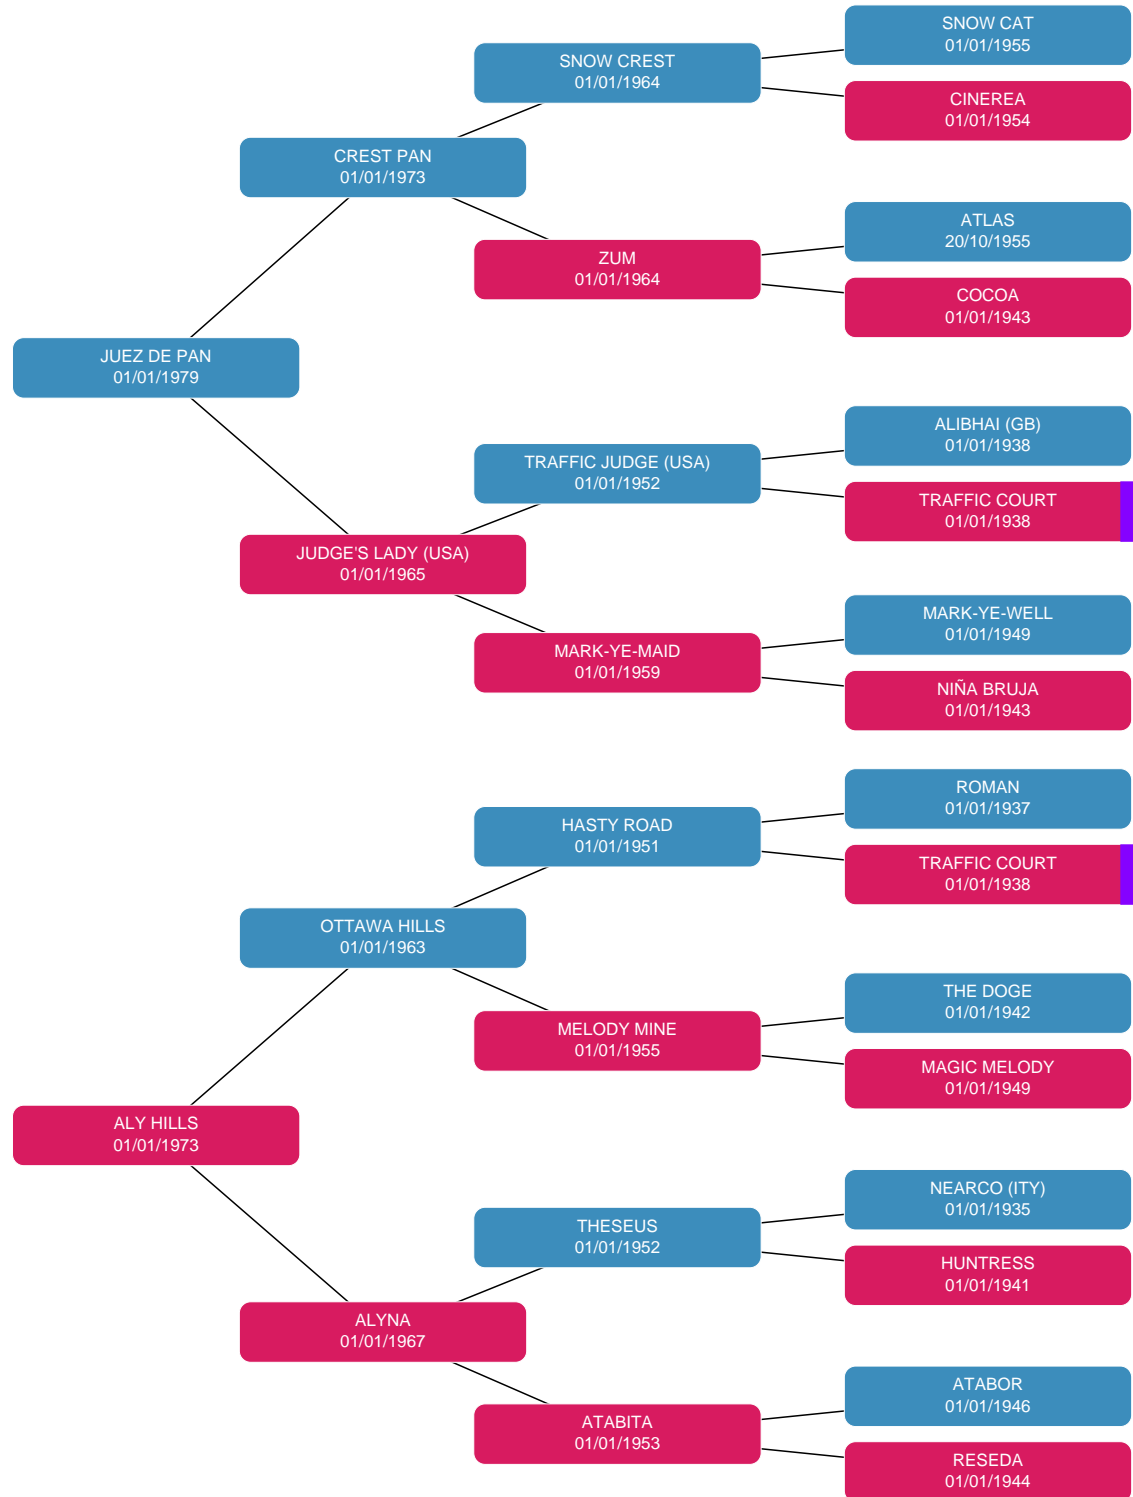 SNOW CAT
01/01/1955
SNOW CREST
01/01/1964
CINEREA
01/01/1954
CREST PAN
01/01/1973
ATLAS
20/10/1955
ZUM
01/01/1964
COCOA
01/01/1943
JUEZ DE PAN
01/01/1979
ALIBHAI (GB)
01/01/1938
TRAFFIC JUDGE (USA)
01/01/1952
TRAFFIC COURT
01/01/1938
JUDGE'S LADY (USA)
01/01/1965
MARK-YE-WELL
01/01/1949
MARK-YE-MAID
01/01/1959
NIÑA BRUJA
01/01/1943
ROMAN
01/01/1937
HASTY ROAD
01/01/1951
TRAFFIC COURT
01/01/1938
OTTAWA HILLS
01/01/1963
THE DOGE
01/01/1942
MELODY MINE
01/01/1955
MAGIC MELODY
01/01/1949
ALY HILLS
01/01/1973
NEARCO (ITY)
01/01/1935
THESEUS
01/01/1952
HUNTRESS
01/01/1941
ALYNA
01/01/1967
ATABOR
01/01/1946
ATABITA
01/01/1953
RESEDA
01/01/1944